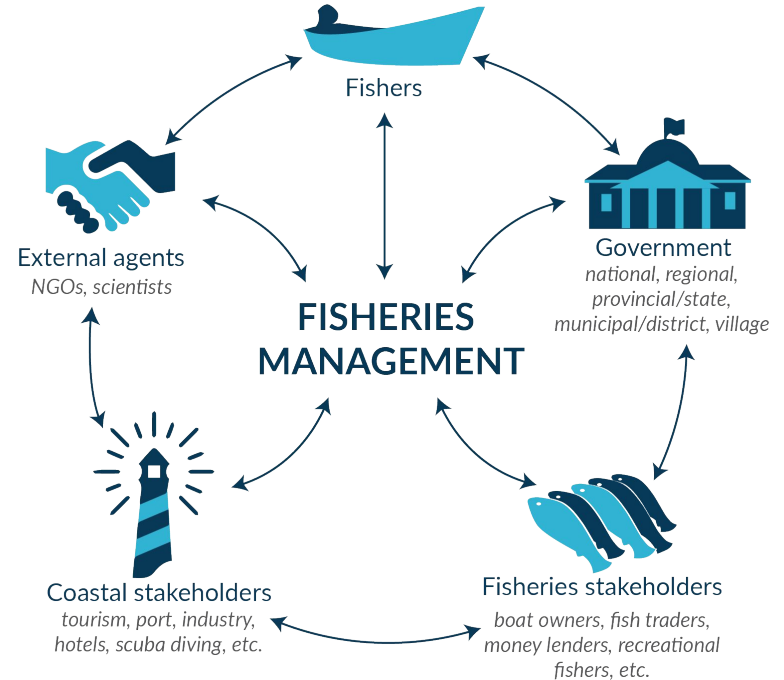 Fishers
External agents
NGOs, scientists
Government
national, regional,
provincial/state,
municipal/district, village
FISHERIES
MANAGEMENT
Coastal stakeholders
tourism, port, industry,
hotels, scuba diving, etc.
Fisheries stakeholders
boat owners, fish traders,
money lenders, recreational
fishers, etc.